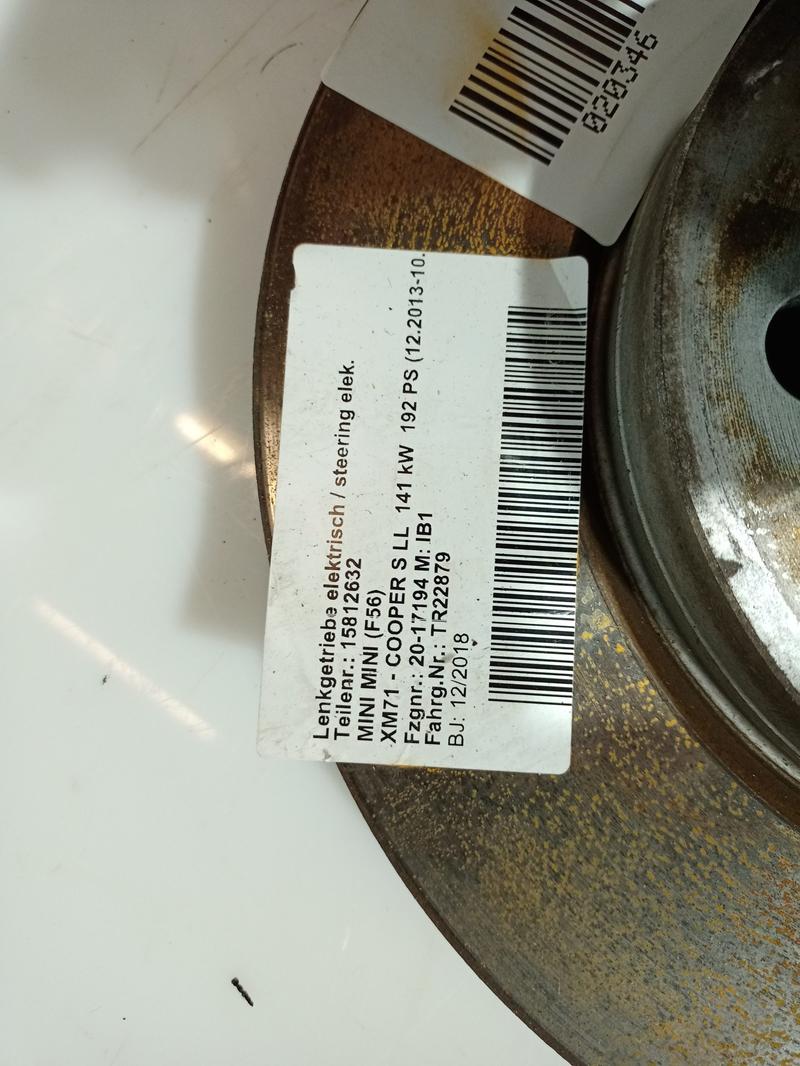 020346
Lenkgetriebe elektrisch / steering elek.
Teilenr.: 15812632
MINI MINI (F56)
XM71 - COOPER S LL 141 kW 192 PS (12.2013-10.
Fzgnr.: 20-17194 M: IB1
Fahrg.Nr.: TR22879
BJ: 12/2018